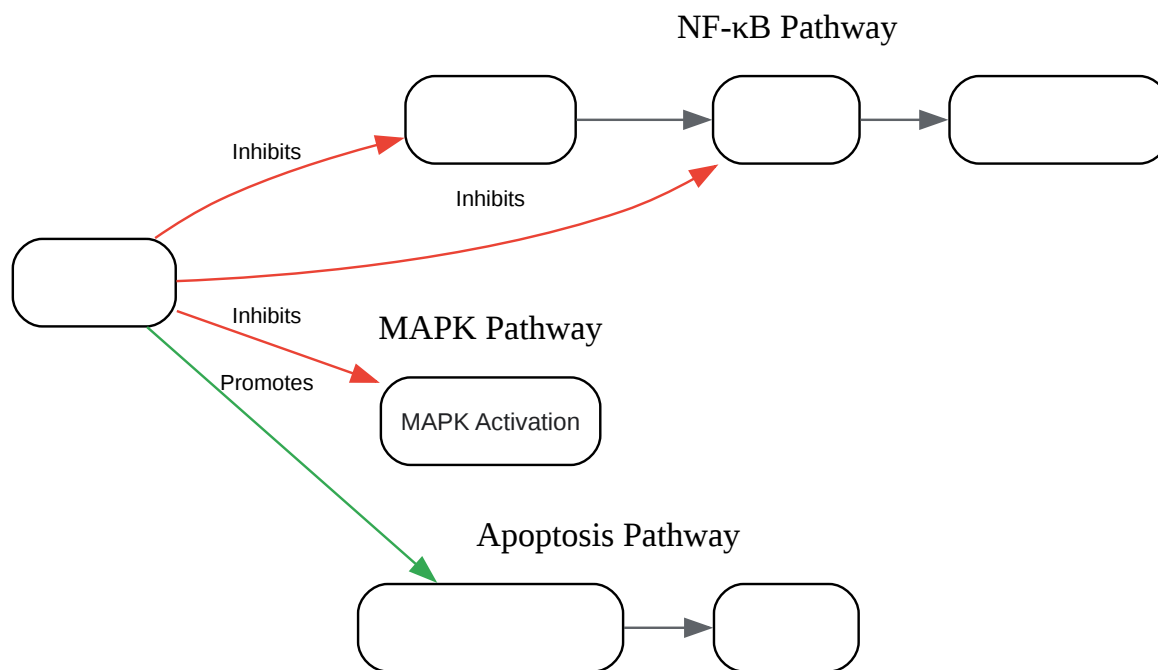 NF-κB Pathway
Inhibits
Inhibits
Inhibits
MAPK Pathway
Promotes
MAPK Activation
Apoptosis Pathway